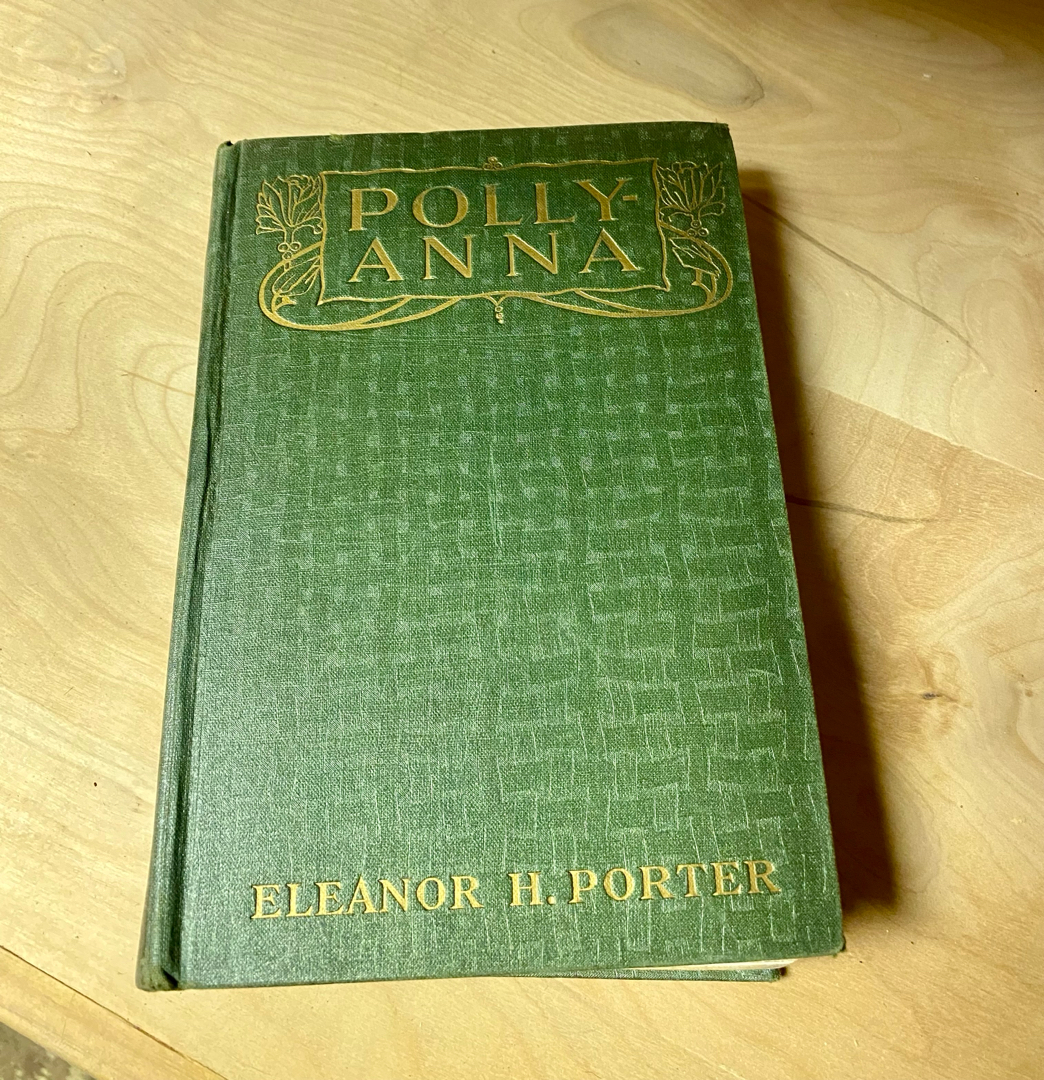 POLLY-
ANNA
ELEANOR H. PORTER